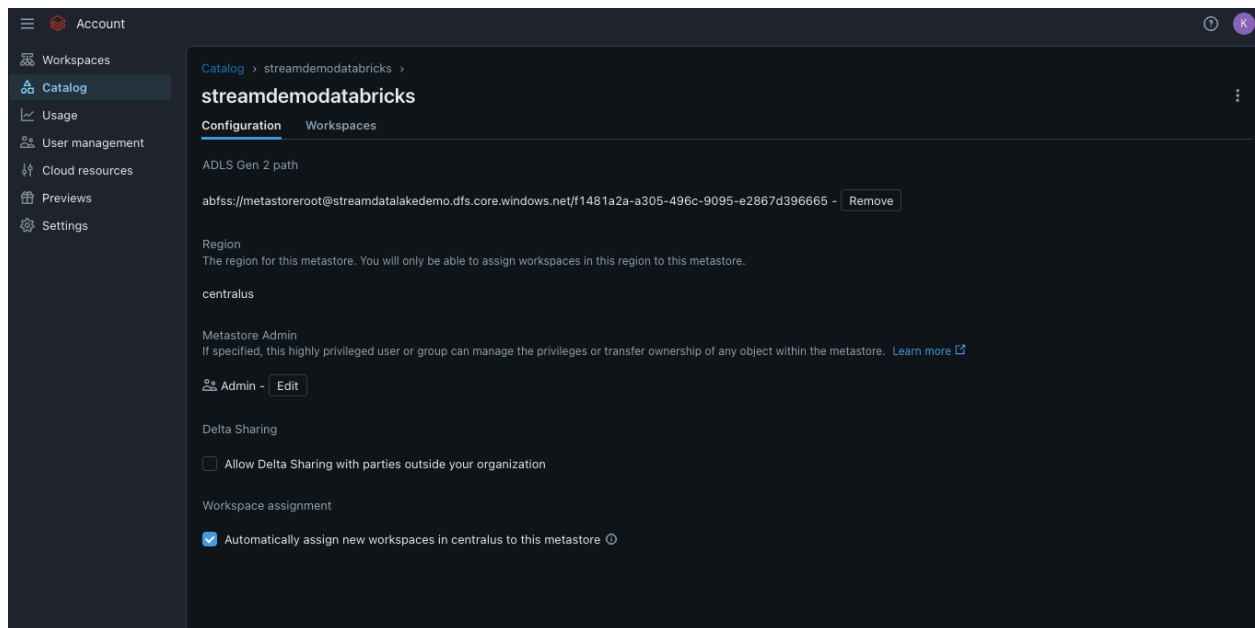 Account
K
Workspaces
Catalog
Usage
User management
Cloud resources
Previews
Settings
Catalog › streamdemodatabricks ›
streamdemodatabricks
Configuration Workspaces
ADLS Gen 2 path
abfss://metastoreroot@streamdatalakedemo.dfs.core.windows.net/f1481a2a-a305-496c-9095-e2867d396665 - Remove
Region
The region for this metastore. You will only be able to assign workspaces in this region to this metastore.
centralus
Metastore Admin
If specified, this highly privileged user or group can manage the privileges or transfer ownership of any object within the metastore. Learn more
Admin - Edit
Delta Sharing
Allow Delta Sharing with parties outside your organization
Workspace assignment
Automatically assign new workspaces in centralus to this metastore